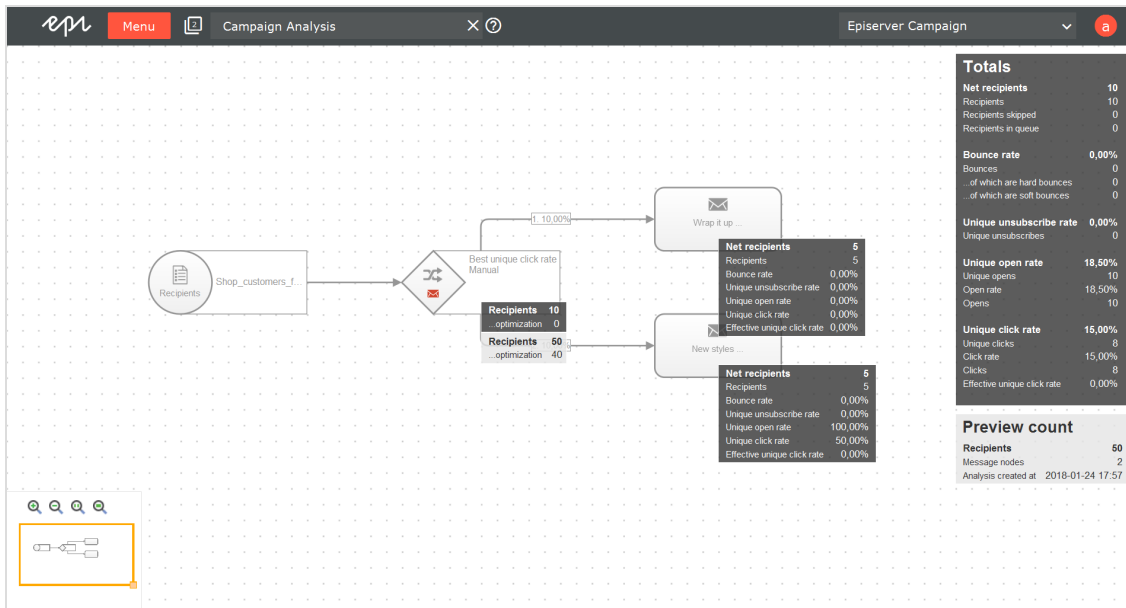 epi Menu 2 Campaign Analysis Episerver Campaign a
Recipients
Shop_customers_f...
Best unique click rate
Manual
Recipients 10
...optimization 0
Recipients 50
...optimization 40
1. 10,00%
Wrap it up ...
Net recipients 5
Recipients 5
Bounce rate 0,00%
Unique unsubscribe rate 0,00%
Unique open rate 0,00%
Unique click rate 0,00%
Effective unique click rate 0,00%
New styles ...
Net recipients 5
Recipients 5
Bounce rate 0,00%
Unique unsubscribe rate 0,00%
Unique open rate 100,00%
Unique click rate 50,00%
Effective unique click rate 0,00%
Totals
Net recipients 10
Recipients 10
Recipients skipped 0
Recipients in queue 0
Bounce rate 0,00%
Bounces 0
...of which are hard bounces 0
...of which are soft bounces 0
Unique unsubscribe rate 0,00%
Unique unsubscribes 0
Unique open rate 18,50%
Unique opens 10
Open rate 18,50%
Opens 10
Unique click rate 15,00%
Unique clicks 8
Click rate 15,00%
Clicks 8
Effective unique click rate 0,00%
Preview count
Recipients 50
Message nodes 2
Analysis created at 2018-01-24 17:57